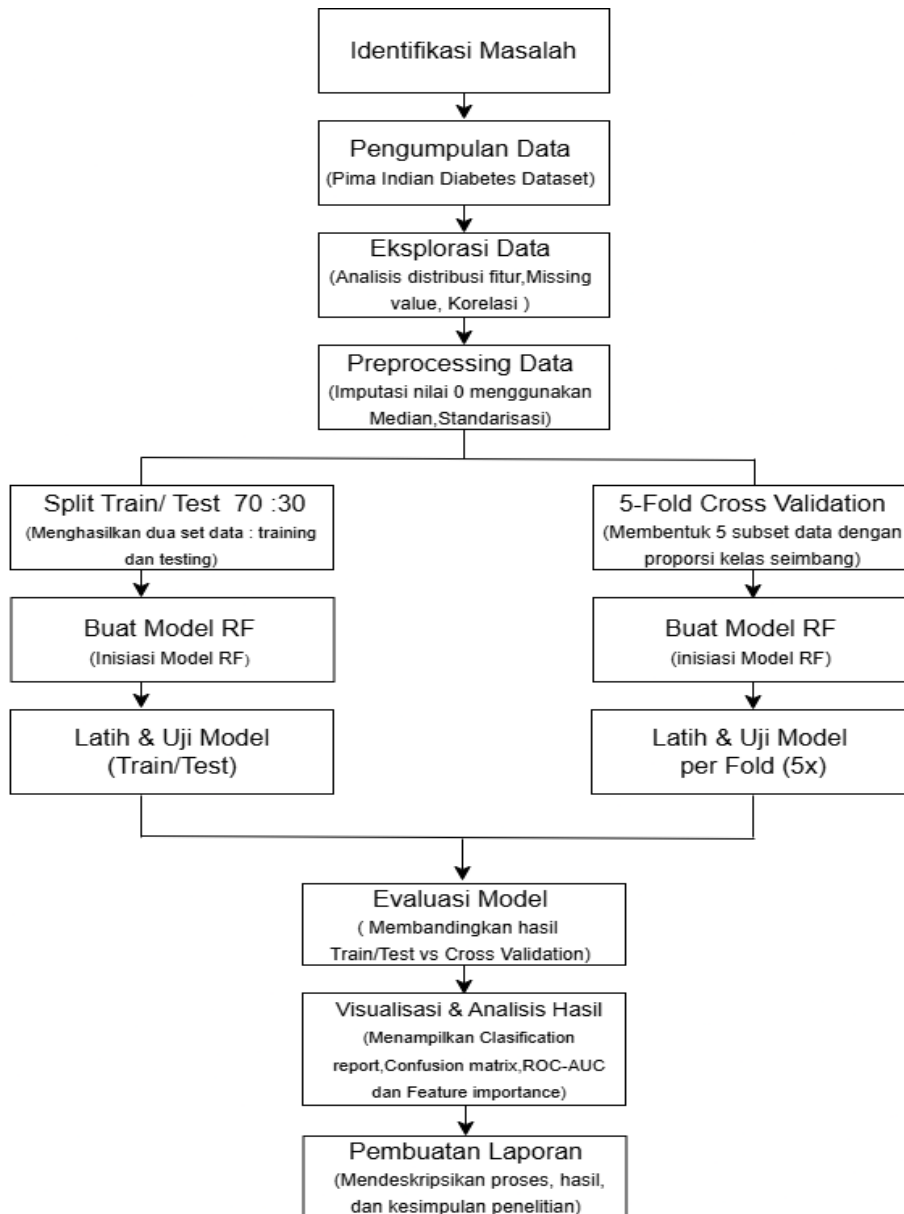 Identifikasi Masalah
Pengumpulan Data
(Pima Indian Diabetes Dataset)
Eksplorasi Data
(Analisis distribusi fitur,Missing
value, Korelasi )
Preprocessing Data
(Imputasi nilai 0 menggunakan
Median,Standarisasi)
Split Train/ Test 70 :30
(Menghasilkan dua set data : training
dan testing)
Buat Model RF
(Inisiasi Model RF)
Latih & Uji Model
(Train/Test)
5-Fold Cross Validation
(Membentuk 5 subset data dengan
proporsi kelas seimbang)
Buat Model RF
(inisiasi Model RF)
Latih & Uji Model
per Fold (5x)
Evaluasi Model
( Membandingkan hasil
Train/Test vs Cross Validation)
Visualisasi & Analisis Hasil
(Menampilkan Clasification
report,Confusion matrix,ROC-AUC
dan Feature importance)
Pembuatan Laporan
(Mendeskripsikan proses, hasil,
dan kesimpulan penelitian)